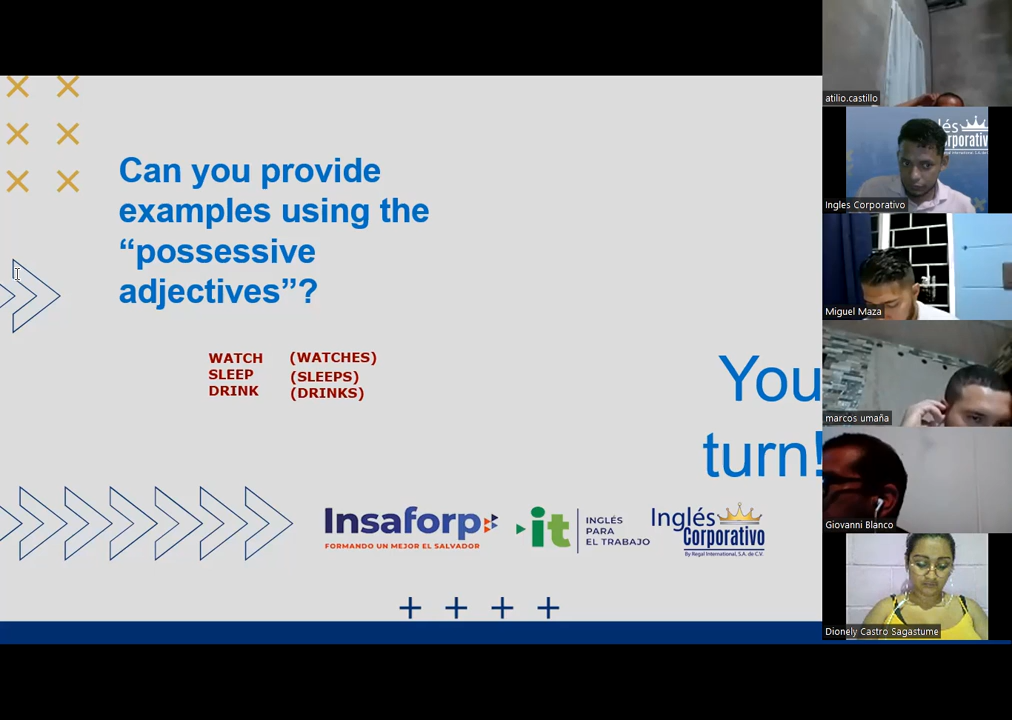 Can you provide
examples using the
“possessive
adjectives”?
WATCH (WATCHES)
SLEEP (SLEEPS)
DRINK (DRINKS)
You
turn!
Insaforp
FORMANDO UN MEJOR EL SALVADOR
it
INGLÉS
PARA
EL TRABAJO
Inglés
Corporativo
By Regal International, S.A. de C.V.
atilio.castillo
lés
rporativ
Ingles Corporativo
Miguel Maza
marcos umaña
Giovanni Blanco
Dionely Castro Sagastume